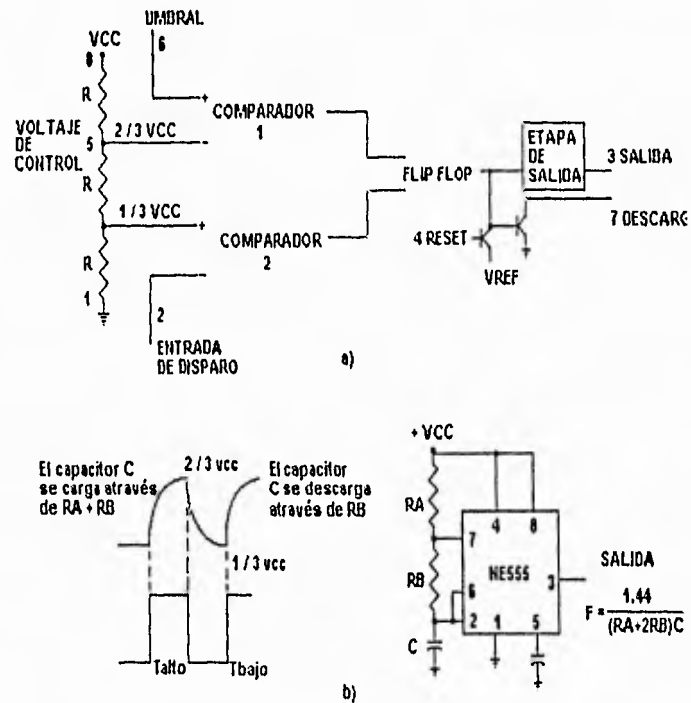 UMBRAL
6
VCC
8
R
+
COMPARADOR
1
VOLTAJE
DE
CONTROL
5
2/3 VCC
-
R
1/3 VCC
+
COMPARADOR
2
-
R
1
2
ENTRADA
DE DISPARO
FLIP FLOP
ETAPA
DE
SALIDA
3 SALIDA
7 DESCARG
4 RESET
VREF
a)
El capacitor C
se carga através
de RA + RB
2/3 vcc
El capacitor
C se descarga
através de RB
1/3 vcc
Talto
Tbajo
+ VCC
RA
RB
C
7
6
2
4
8
NE555
3
1
5
SALIDA
F = 1.44
(RA+2RB)C
b)